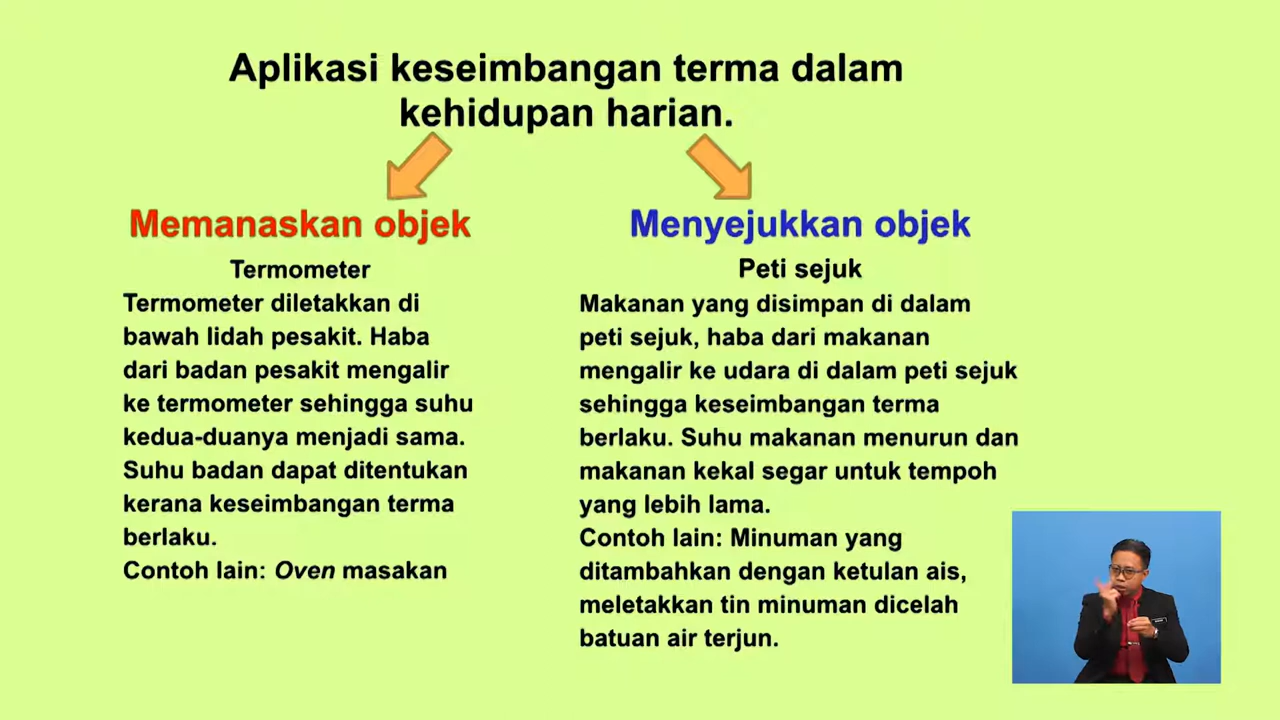 Aplikasi keseimbangan terma dalam
kehidupan harian.
Memanaskan objek
Termometer
Termometer diletakkan di
bawah lidah pesakit. Haba
dari badan pesakit mengalir
ke termometer sehingga suhu
kedua-duanya menjadi sama.
Suhu badan dapat ditentukan
kerana keseimbangan terma
berlaku.
Contoh lain: Oven masakan
Menyejukkan objek
Peti sejuk
Makanan yang disimpan di dalam
peti sejuk, haba dari makanan
mengalir ke udara di dalam peti sejuk
sehingga keseimbangan terma
berlaku. Suhu makanan menurun dan
makanan kekal segar untuk tempoh
yang lebih lama.
Contoh lain: Minuman yang
ditambahkan dengan ketulan ais,
meletakkan tin minuman dicelah
batuan air terjun.